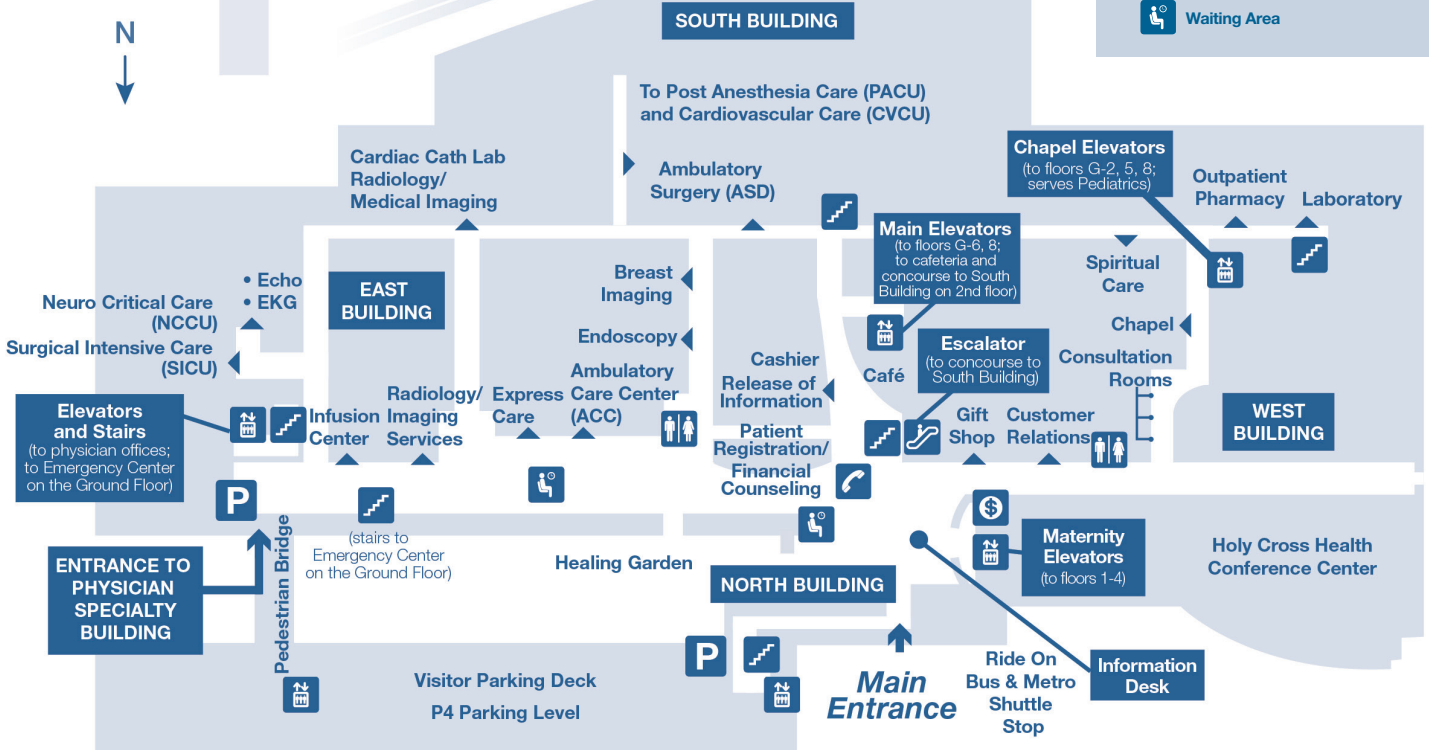 SOUTH BUILDING
Waiting Area
N
To Post Anesthesia Care (PACU)
and Cardiovascular Care (CVCU)
Cardiac Cath Lab
Radiology/
Medical Imaging
Ambulatory
Surgery (ASD)
Chapel Elevators
(to floors G-2, 5, 8;
serves Pediatrics)
Outpatient
Pharmacy
Laboratory
Main Elevators
(to floors G-6, 8;
to cafeteria and
concourse to South
Building on 2nd floor)
Spiritual
Care
• Echo
• EKG
EAST
BUILDING
Breast
Imaging
Neuro Critical Care
(NCCU)
Surgical Intensive Care
(SICU)
Endoscopy
Chapel
Escalator
(to concourse to
South Building)
Consultation
Rooms
Cashier
Release of
Information
Café
Elevators
and Stairs
(to physician offices;
to Emergency Center
on the Ground Floor)
Infusion
Center
Radiology/
Imaging
Services
Express
Care
Ambulatory
Care Center
(ACC)
Patient
Registration/
Financial
Counseling
Gift
Shop
Customer
Relations
WEST
BUILDING
P
$
(stairs to
Emergency Center
on the Ground Floor)
Pedestrian Bridge
ENTRANCE TO
PHYSICIAN
SPECIALTY
BUILDING
Healing Garden
NORTH BUILDING
Maternity
Elevators
(to floors 1-4)
Holy Cross Health
Conference Center
P
Visitor Parking Deck
P4 Parking Level
Main
Entrance
Ride On
Bus & Metro
Shuttle
Stop
Information
Desk